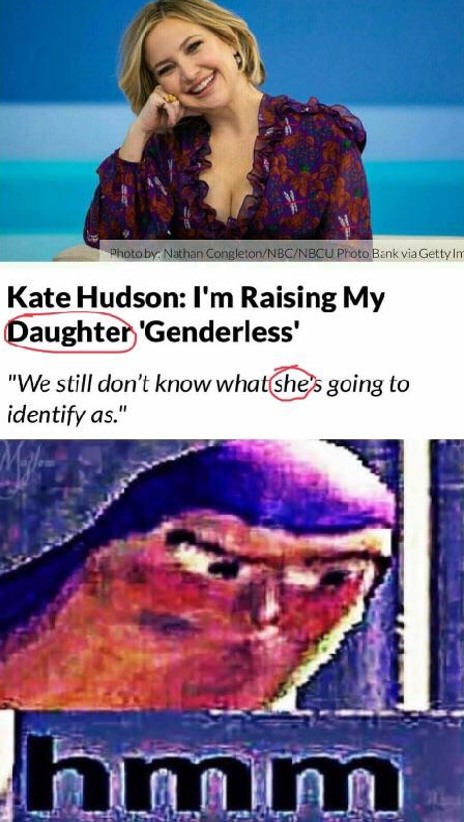 Photo by: Nathan Congleton/NBC/NBCU Photo Bank via Getty Im
Kate Hudson: I'm Raising My
Daughter 'Genderless'
"We still don't know what she's going to
identify as."
hmm